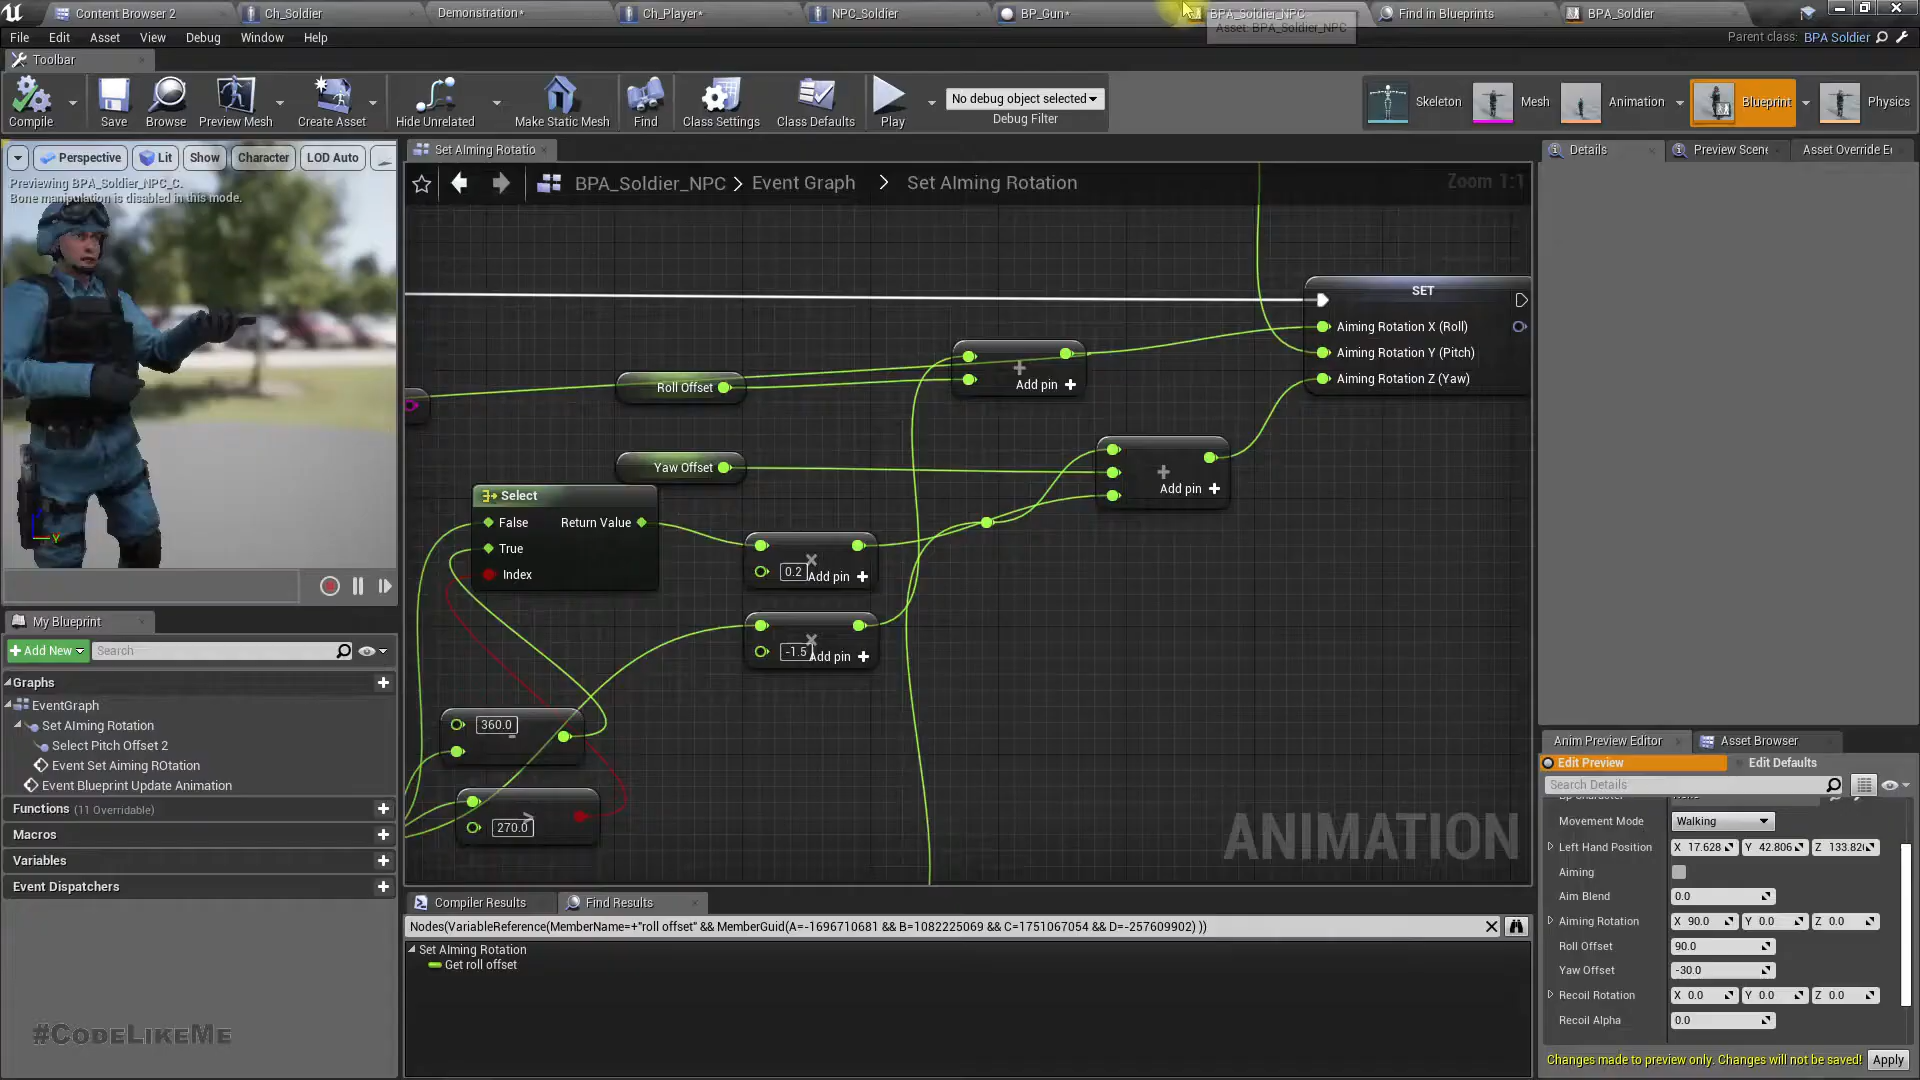 Content Browser 2
Ch_Soldier
Demonstration*
Ch_Player*
NPC_Soldier
BP_Gun*
BPA_Soldier_NPC
Find in Blueprints
BPA_Soldier
Asset: BPA_Soldier_NPC
File Edit Asset View Debug Window Help
Parent class: BPA Soldier
Toolbar
Compile
Save
Browse
Preview Mesh
Create Asset
Hide Unrelated
Make Static Mesh
Find
Class Settings
Class Defaults
Play
No debug object selected
Debug Filter
Skeleton
Mesh
Animation
Blueprint
Physics
Perspective
Lit
Show
Character
LOD Auto
Previewing BPA_Soldier_NPC_C.
Bone manipulation is disabled in this mode.
Set AIming Rotatio
BPA_Soldier_NPC > Event Graph > Set AIming Rotation
Zoom 1:1
SET
Aiming Rotation X (Roll)
Aiming Rotation Y (Pitch)
Aiming Rotation Z (Yaw)
Roll Offset
Add pin +
Yaw Offset
Add pin +
Select
False Return Value
True
Index
0.2 Add pin +
-1.5 Add pin +
360.0
270.0
ANIMATION
My Blueprint
+ Add New
Search
Graphs
EventGraph
Set AIming Rotation
Select Pitch Offset 2
Event Set Aiming ROtation
Event Blueprint Update Animation
Functions (11 Overridable)
Macros
Variables
Event Dispatchers
#CodeLikeMe
Compiler Results
Find Results
Nodes(VariableReference(MemberName=+"roll offset" && MemberGuid(A=-1696710681 && B=1082225069 && C=1751067054 && D=-257609902) ))
Set AIming Rotation
Get roll offset
Details
Preview Scene
Asset Override E
Anim Preview Editor
Asset Browser
Edit Preview
Edit Defaults
Search Details
Movement Mode Walking
Left Hand Position X 17.628 Y 42.806 Z 133.82
Aiming
Aim Blend 0.0
Aiming Rotation X 90.0 Y 0.0 Z 0.0
Roll Offset 90.0
Yaw Offset -30.0
Recoil Rotation X 0.0 Y 0.0 Z 0.0
Recoil Alpha 0.0
Changes made to preview only. Changes will not be saved!
Apply